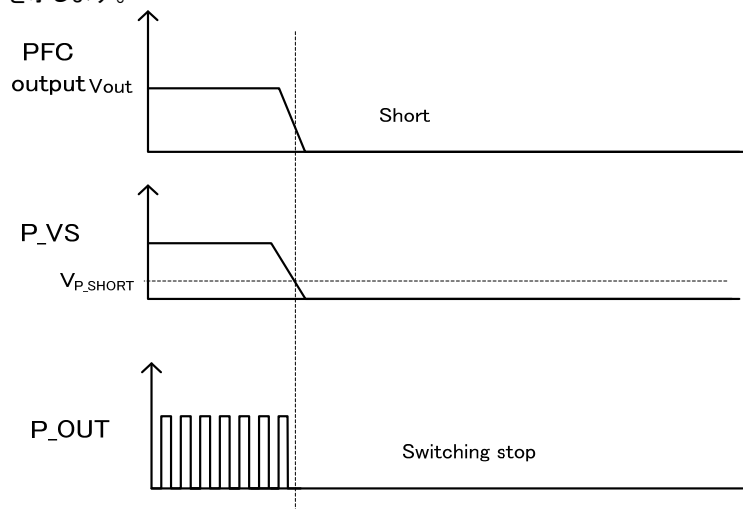 PFC
output Vout
Short
P_VS
VP_SHORT
P_OUT
Switching stop